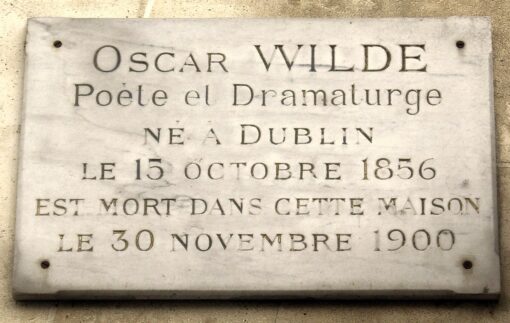 OSCAR WILDE
Poète et Dramaturge
NÉ A DUBLIN
LE 15 OCTOBRE 1856
EST MORT DANS CETTE MAISON
LE 30 NOVEMBRE 1900